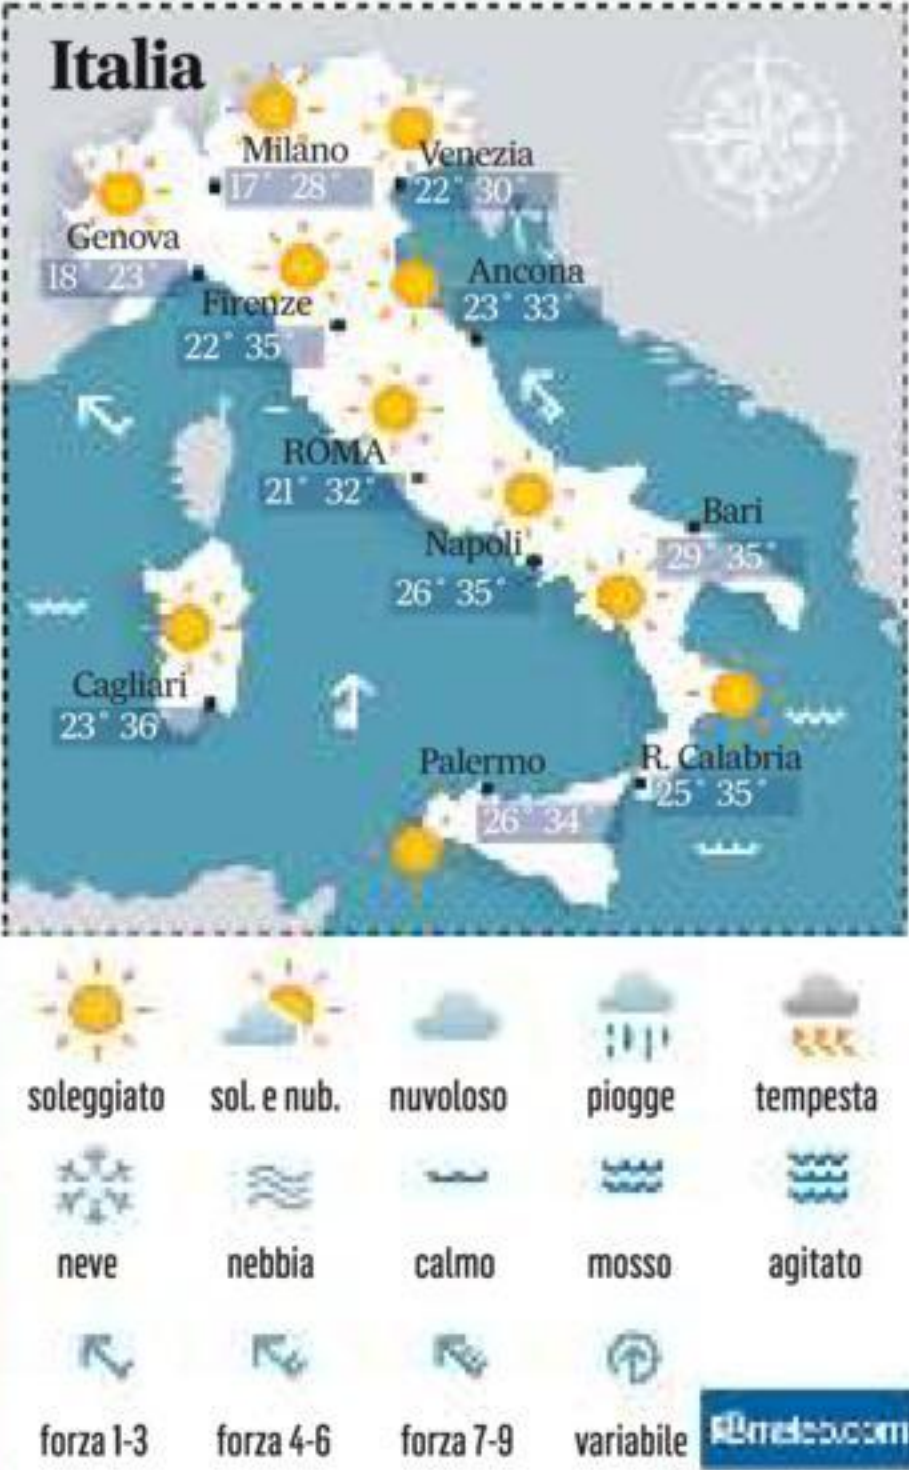 Italia
Milano
17° 28°
Venezia
22° 30°
Genova
18° 23°
Ancona
23° 33°
Firenze
22° 35°
ROMA
21° 32°
Bari
29° 35°
Napoli
26° 35°
Cagliari
23° 36°
Palermo
26° 34°
R. Calabria
25° 35°
soleggiato sol. e nub. nuvoloso piogge tempesta
neve nebbia calmo mosso agitato
forza 1-3 forza 4-6 forza 7-9 variabile